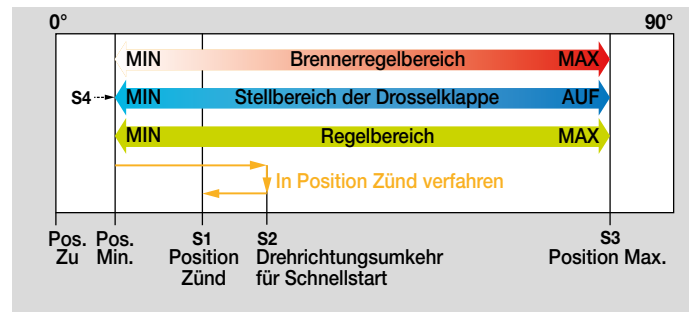 0° 90°
MIN Brennerregelbereich MAX
S4 MIN Stellbereich der Drosselklappe AUF
MIN Regelbereich MAX
In Position Zünd verfahren
Pos. Zu
Pos. Min.
S1
Position
Zünd
S2
Drehrichtungsumkehr
für Schnellstart
S3
Position Max.